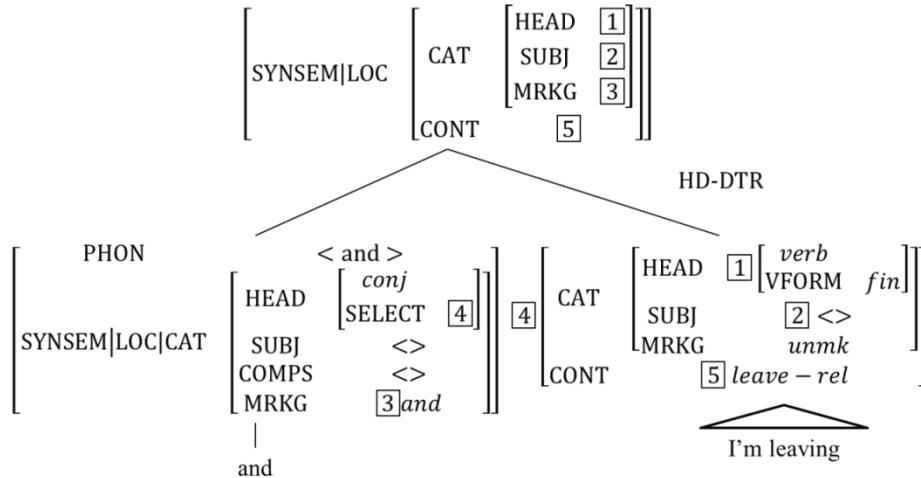 HEAD 1
SYNSEM|LOC CAT SUBJ 2
MRKG 3
CONT 5
HD-DTR
PHON < and >
SYNSEM|LOC|CAT HEAD conj
SELECT 4
SUBJ <>
COMPS <>
MRKG 3 and
and
4 CAT HEAD 1 verb
VFORM fin
SUBJ 2 <>
MRKG unmk
CONT 5 leave – rel
I'm leaving